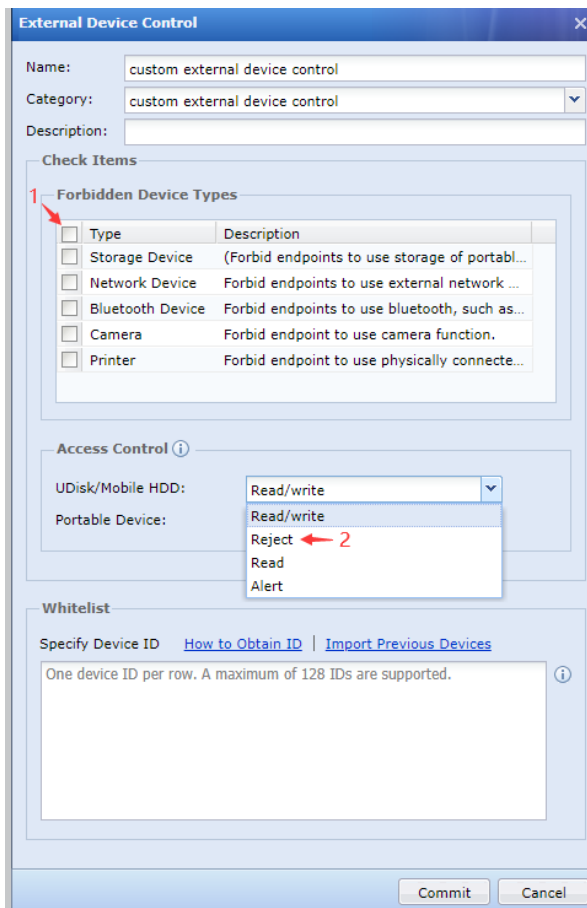 External Device Control
Name: custom external device control
Category: custom external device control
Description:
Check Items
1 Forbidden Device Types
Type Description
Storage Device (Forbid endpoints to use storage of portabl...
Network Device Forbid endpoints to use external network ...
Bluetooth Device Forbid endpoints to use bluetooth, such as...
Camera Forbid endpoint to use camera function.
Printer Forbid endpoint to use physically connecte...
Access Control
UDisk/Mobile HDD: Read/write
Portable Device: Read/write
Reject 2
Read
Alert
Whitelist
Specify Device ID How to Obtain ID | Import Previous Devices
One device ID per row. A maximum of 128 IDs are supported.
Commit Cancel